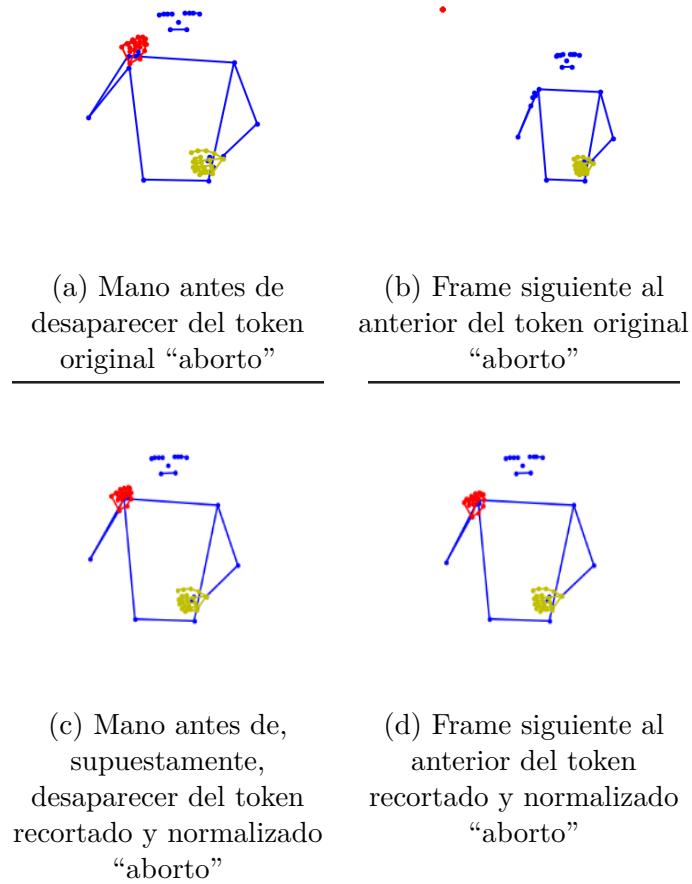 (a) Mano antes de
desaparecer del token
original “aborto”
(b) Frame siguiente al
anterior del token original
“aborto”
(c) Mano antes de,
supuestamente,
desaparecer del token
recortado y normalizado
“aborto”
(d) Frame siguiente al
anterior del token
recortado y normalizado
“aborto”